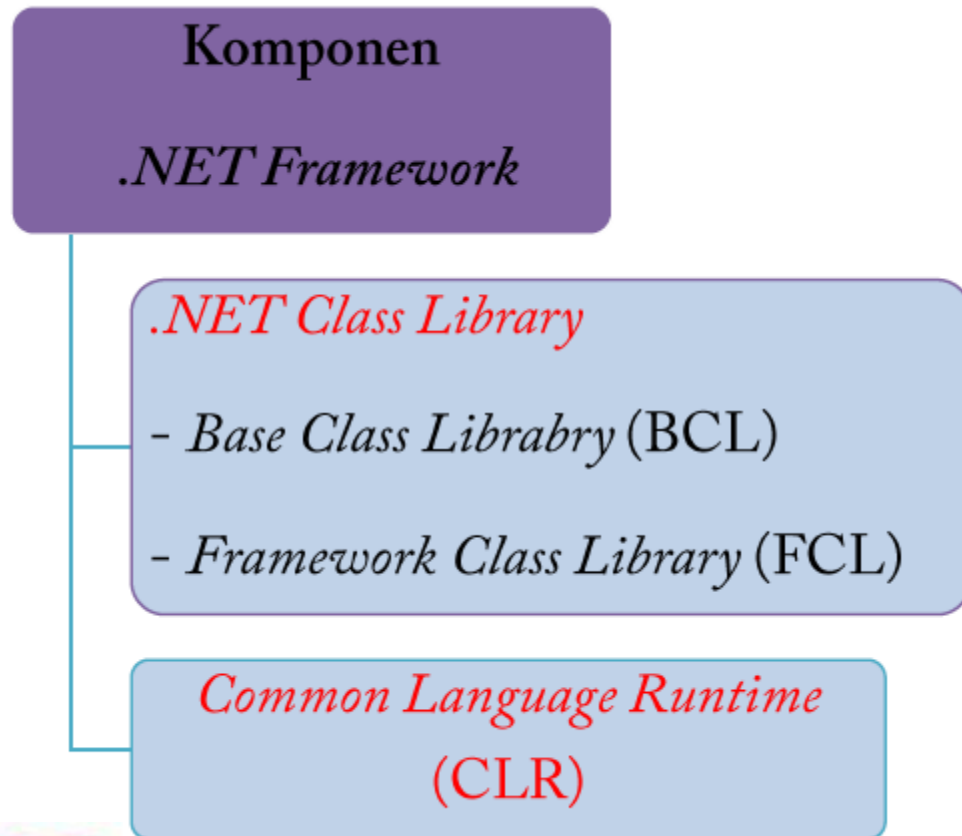 Komponen
.NET Framework
.NET Class Library
- Base Class Librabry (BCL)
- Framework Class Library (FCL)
Common Language Runtime
(CLR)